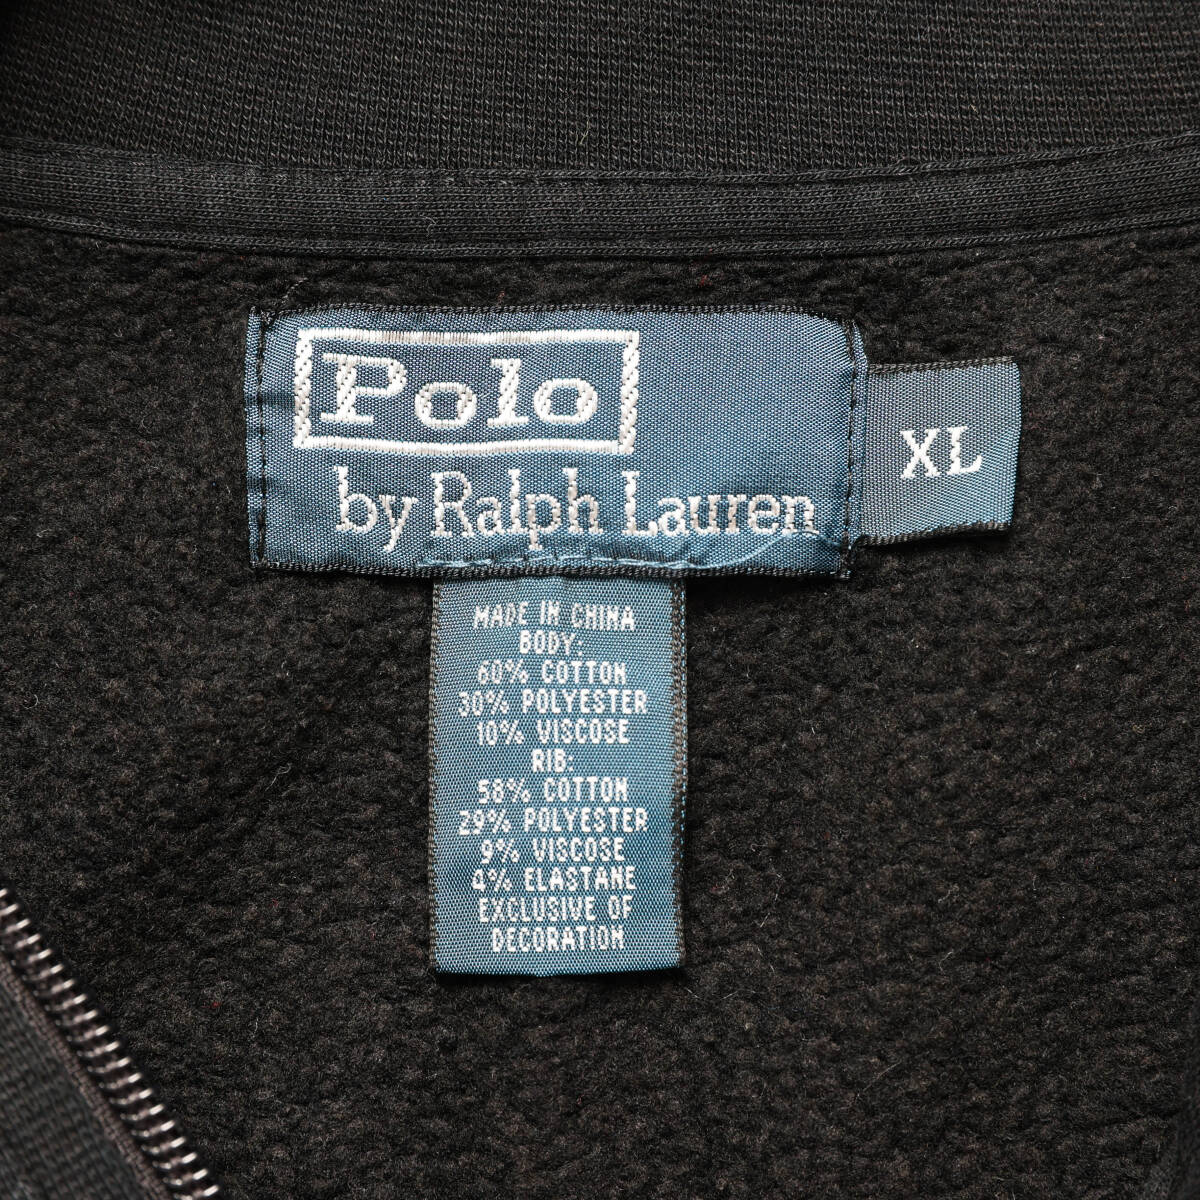 Polo
by Ralph Lauren
XL
MADE IN CHINA
BODY:
60% COTTON
30% POLYESTER
10% VISCOSE
RIB:
58% COTTON
29% POLYESTER
9% VISCOSE
4% ELASTANE
EXCLUSIVE OF
DECORATION